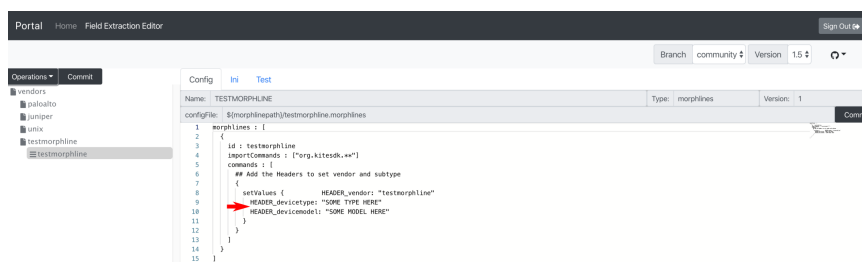 Portal Home Field Extraction Editor Sign Out
Branch community Version 1.5
Operations Commit
vendors
paloalto
juniper
unix
testmorphline
testmorphline
Config Ini Test
Name: TESTMORPHLINE Type: morphlines Version: 1
configFile: ${morphlinepath}/testmorphline.morphlines Comm
1 morphlines : [
2 {
3 id : testmorphline
4 importCommands : ["org.kitesdk.**"]
5 commands : [
6 ## Add the Headers to set vendor and subtype
7 {
8 setValues { HEADER_vendor: "testmorphline"
9 HEADER_devicetype: "SOME TYPE HERE"
10 HEADER_devicemodel: "SOME MODEL HERE"
11 }
12 }
13 ]
14 }
15 ]